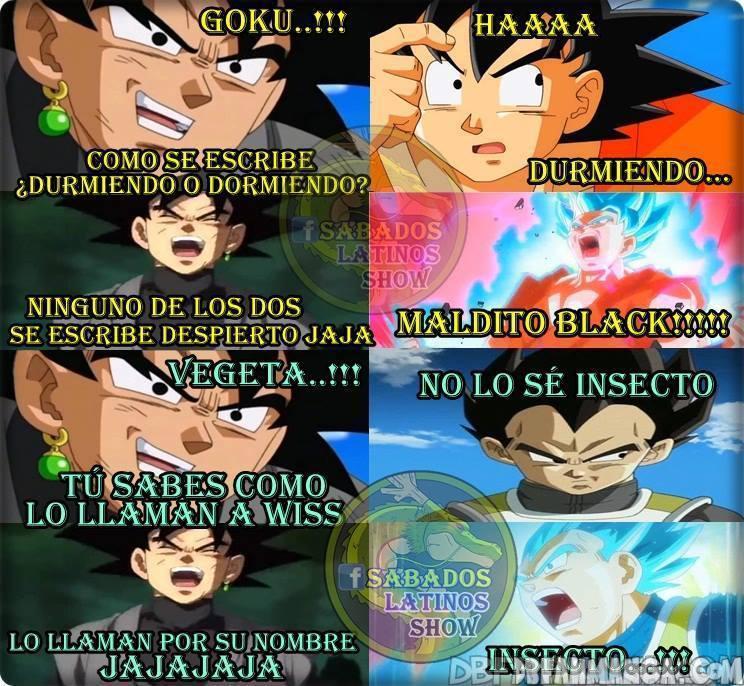 GOKU..!!!
COMO SE ESCRIBE
¿DURMIENDO O DORMIENDO?
HAAAA
DURMIENDO...
NINGUNO DE LOS DOS
SE ESCRIBE DESPIERTO JAJA
MALDITO BLACK!!!!!
f SABADOS
LATINOS
SHOW
VEGETA..!!!
TÚ SABES COMO
LO LLAMAN A WISS
NO LO SÉ INSECTO
LO LLAMAN POR SU NOMBRE
JAJAJAJA
INSECTO...!!!
f SABADOS
LATINOS
SHOW